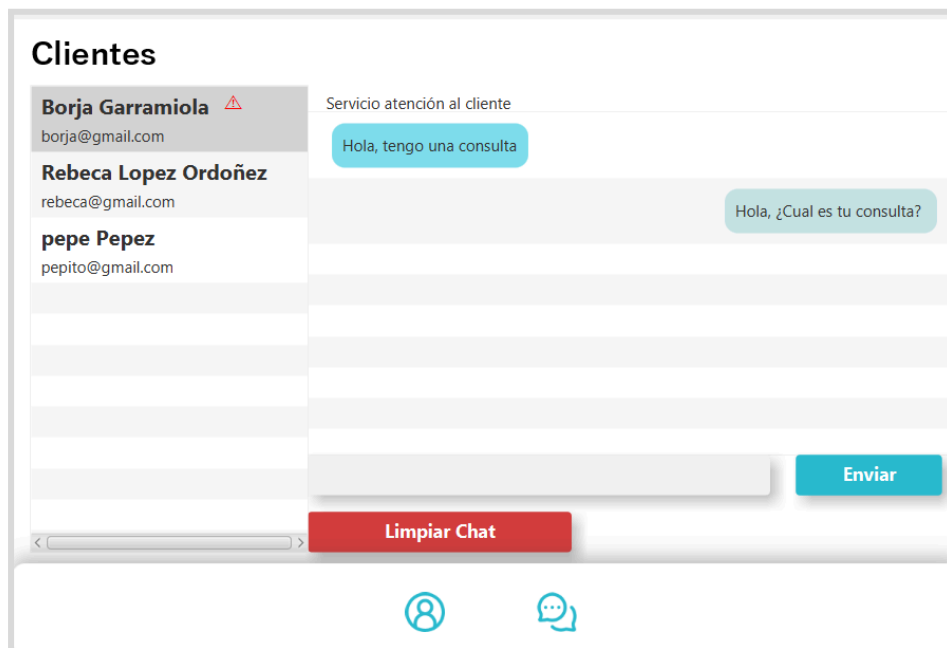 Clientes
Borja Garramiola
borja@gmail.com
Rebeca Lopez Ordoñez
rebeca@gmail.com
pepe Pepez
pepito@gmail.com
Servicio atención al cliente
Hola, tengo una consulta
Hola, ¿Cual es tu consulta?
Enviar
Limpiar Chat